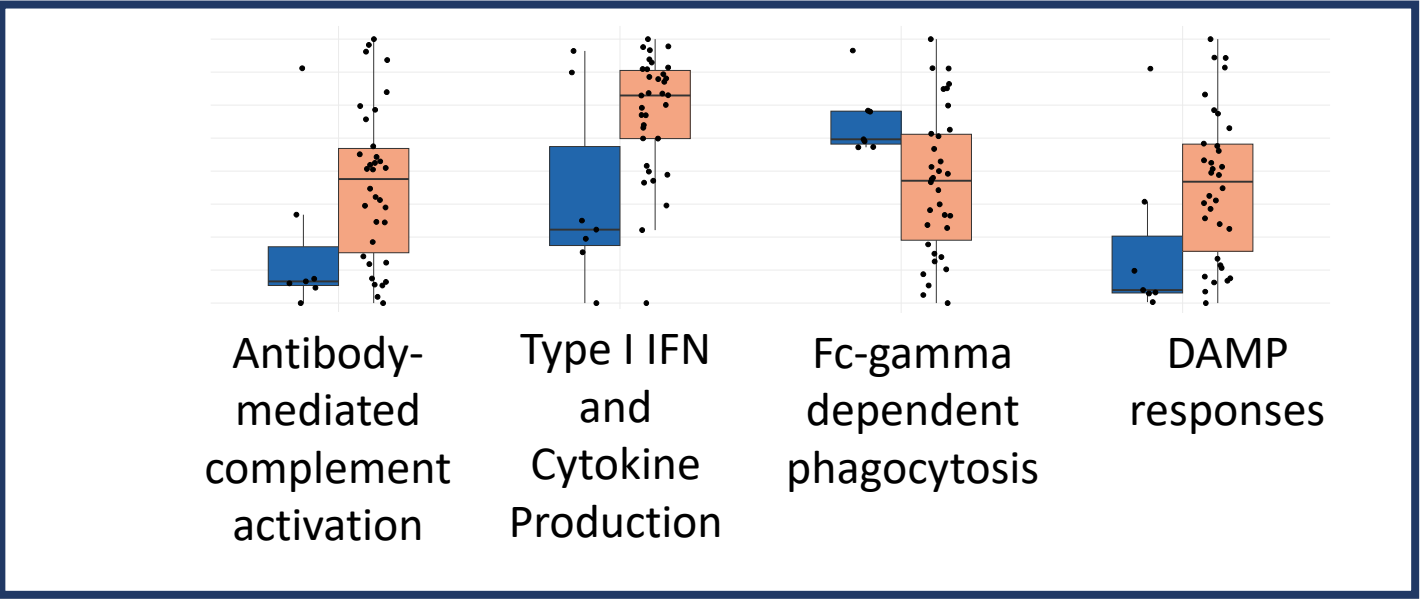 Antibody-
mediated
complement
activation
Type I IFN
and
Cytokine
Production
Fc-gamma
dependent
phagocytosis
DAMP
responses